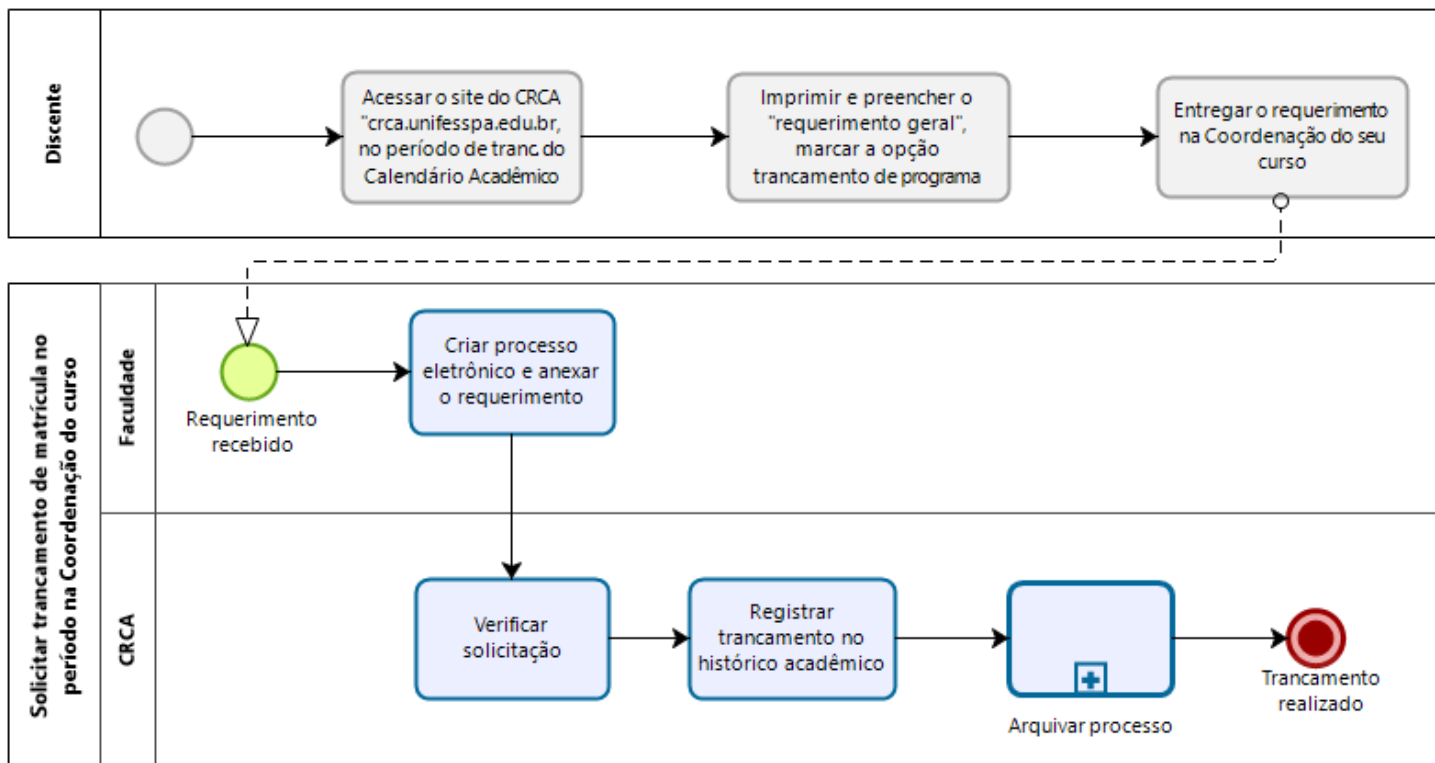 Discente
Acessar o site do CRCA
"crca.unifesspa.edu.br,
no período de tranc. do
Calendário Acadêmico
Imprimir e preencher o
"requerimento geral",
marcar a opção
trancamento de programa
Entregar o requerimento
na Coordenação do seu
curso
Solicitar trancamento de matrícula no
período na Coordenação do curso
Faculdade
Requerimento
recebido
Criar processo
eletrônico e anexar
o requerimento
CRCA
Verificar
solicitação
Registrar
trancamento no
histórico acadêmico
Arquivar processo
Trancamento
realizado